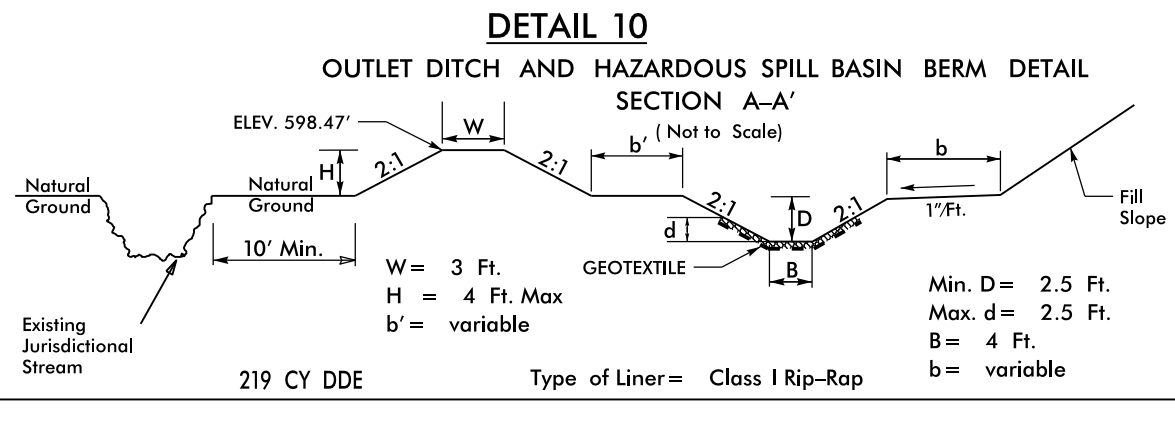 DETAIL 10
OUTLET DITCH AND HAZARDOUS SPILL BASIN BERM DETAIL
SECTION A–A'
(Not to Scale)
ELEV. 598.47'
W
b'
b
H
2:1
2:1
2:1
D
2:1
1"/Ft.
d
Natural
Ground
Natural
Ground
Fill
Slope
10' Min.
GEOTEXTILE
B
W= 3 Ft.
H = 4 Ft. Max
b'= variable
Min. D= 2.5 Ft.
Max. d= 2.5 Ft.
B= 4 Ft.
b= variable
Existing
Jurisdictional
Stream
219 CY DDE
Type of Liner= Class I Rip–Rap